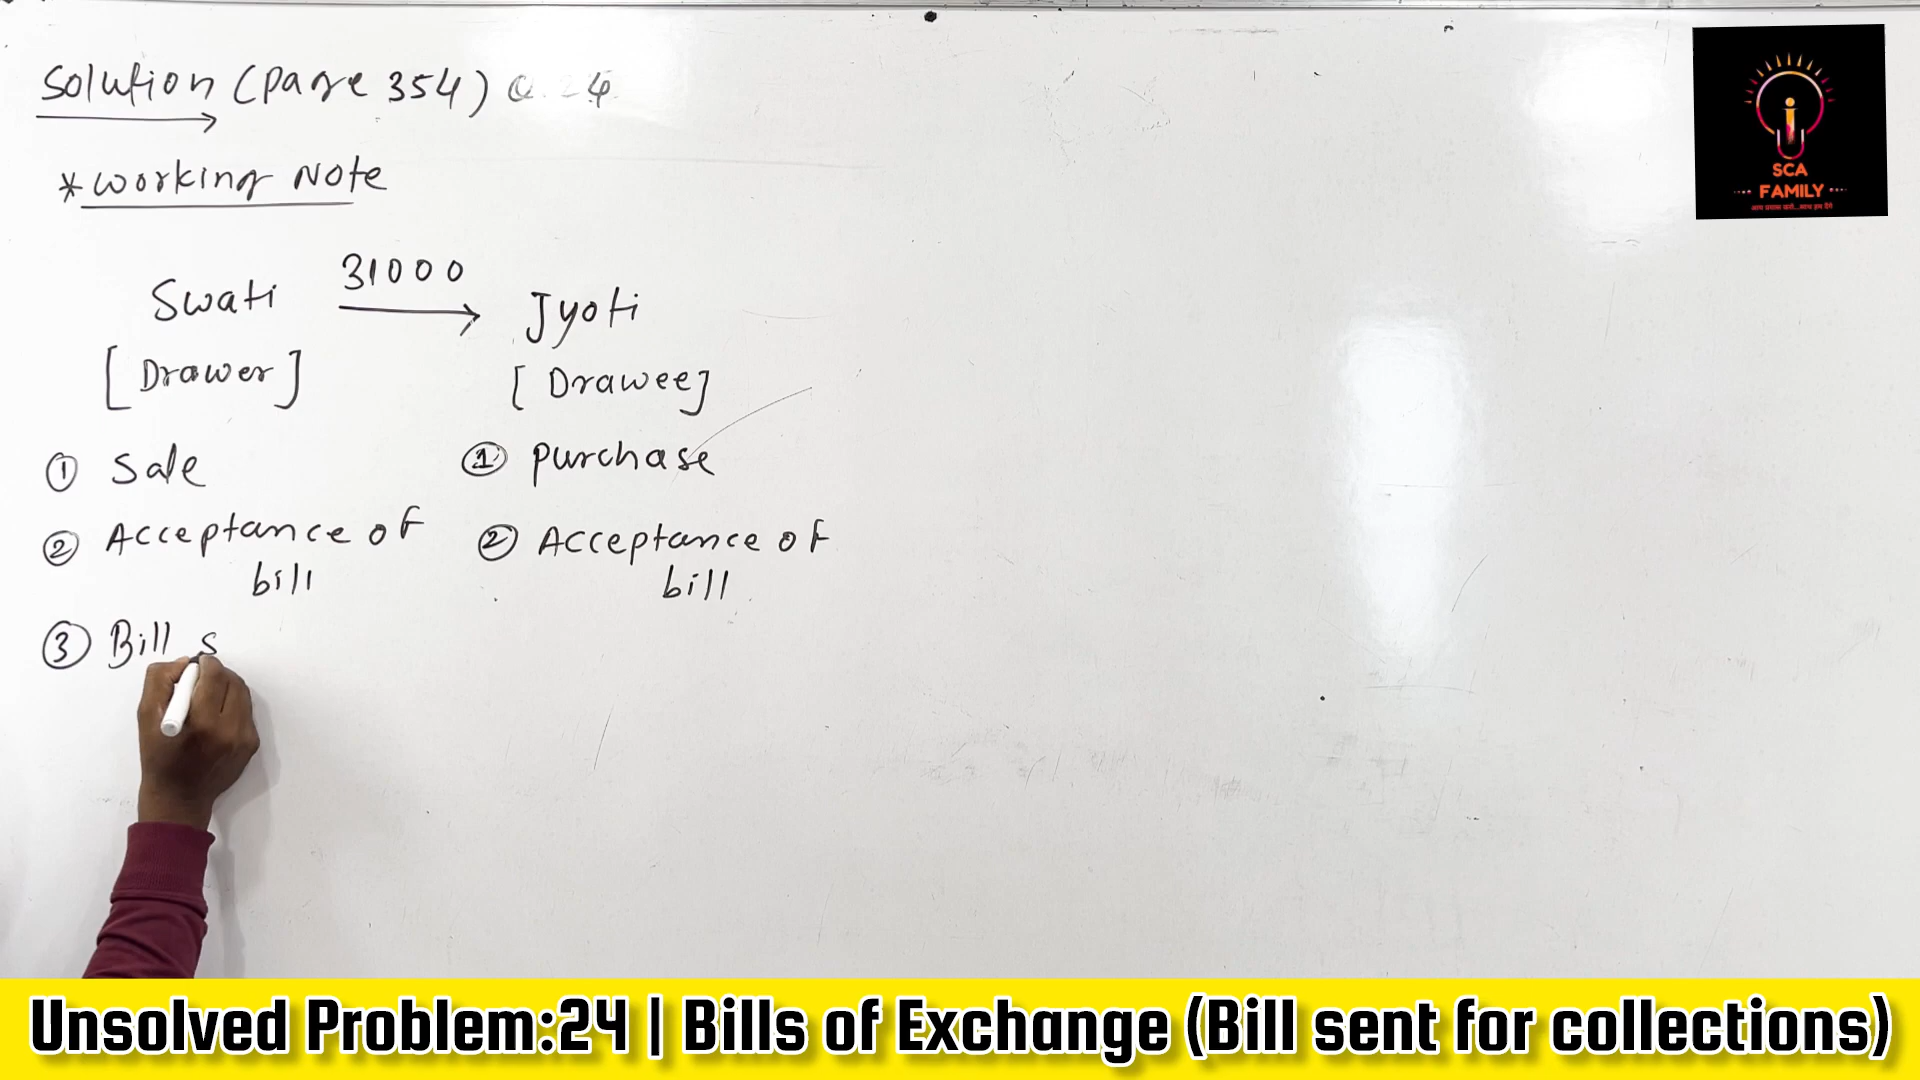 Solution (page 354) Q.24
* Working Note
Swati 31000 → Jyoti
[Drawer] [Drawee]
① Sale ① purchase
② Acceptance of bill ② Acceptance of bill
③ Bill s
SCA
FAMILY
Unsolved Problem:24 | Bills of Exchange (Bill sent for collections)